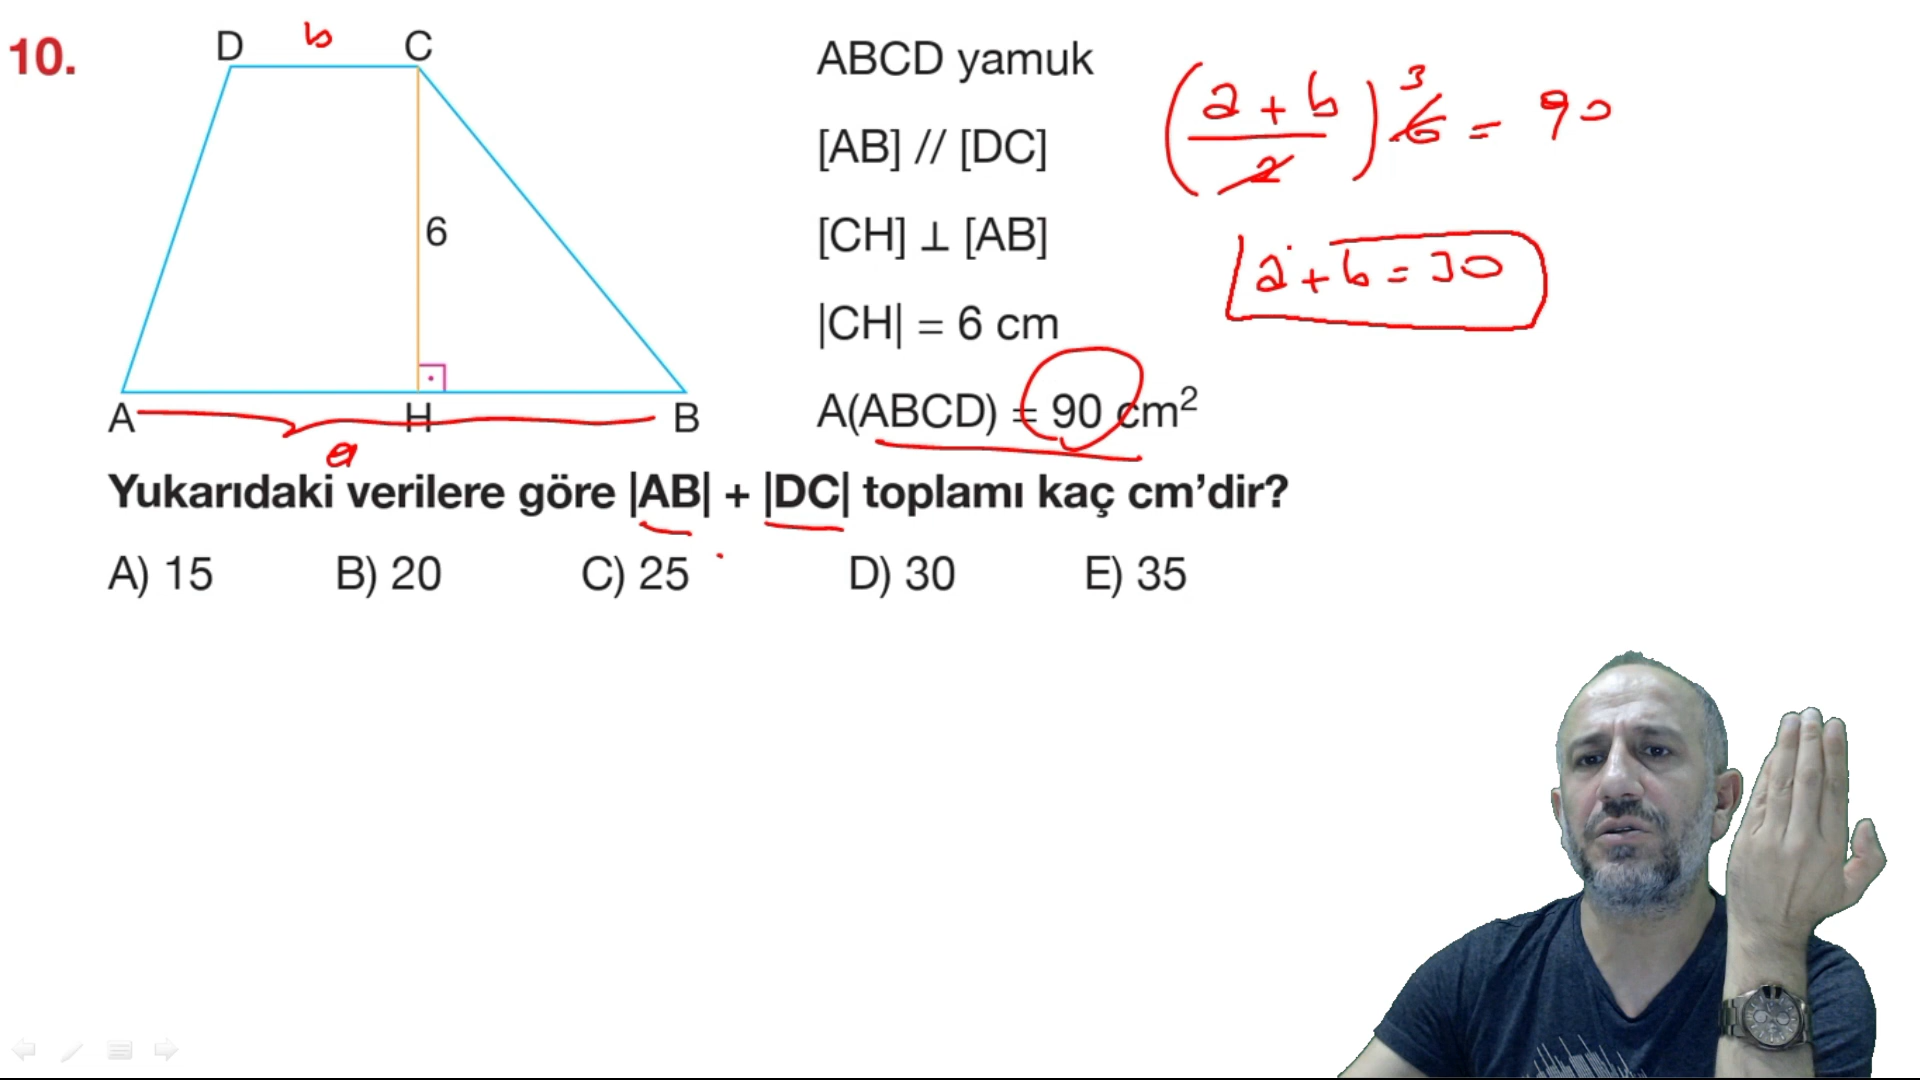 10.
D b C
6
A H B
a
ABCD yamuk
[AB] // [DC]
[CH] ⊥ [AB]
|CH| = 6 cm
A(ABCD) = 90 cm²
(a + b / 2) 6 3 = 90
a + b = 30
Yukarıdaki verilere göre |AB| + |DC| toplamı kaç cm’dir?
A) 15 B) 20 C) 25 D) 30 E) 35